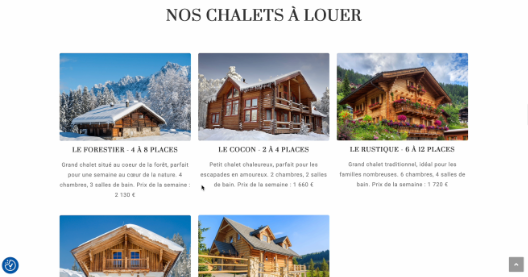 NOS CHALETS À LOUER
LE FORESTIER - 4 À 8 PLACES
Grand chalet situé au coeur de le forêt, parfait
pour une semaine au cœur de la nature. 4
chambres, 3 salles de bain. Prix de la semaine :
2 130 €
LE COCON - 2 À 4 PLACES
Petit chalet chaleureux, parfait pour les
escapades en amoureux. 2 chambres, 2 salles
de bain. Prix de la semaine : 1 660 €
LE RUSTIQUE - 6 À 12 PLACES
Grand chalet traditionnel, idéal pour les
familles nombreuses. 6 chambres, 4 salles de
bain. Prix de la semaine : 1 720 €